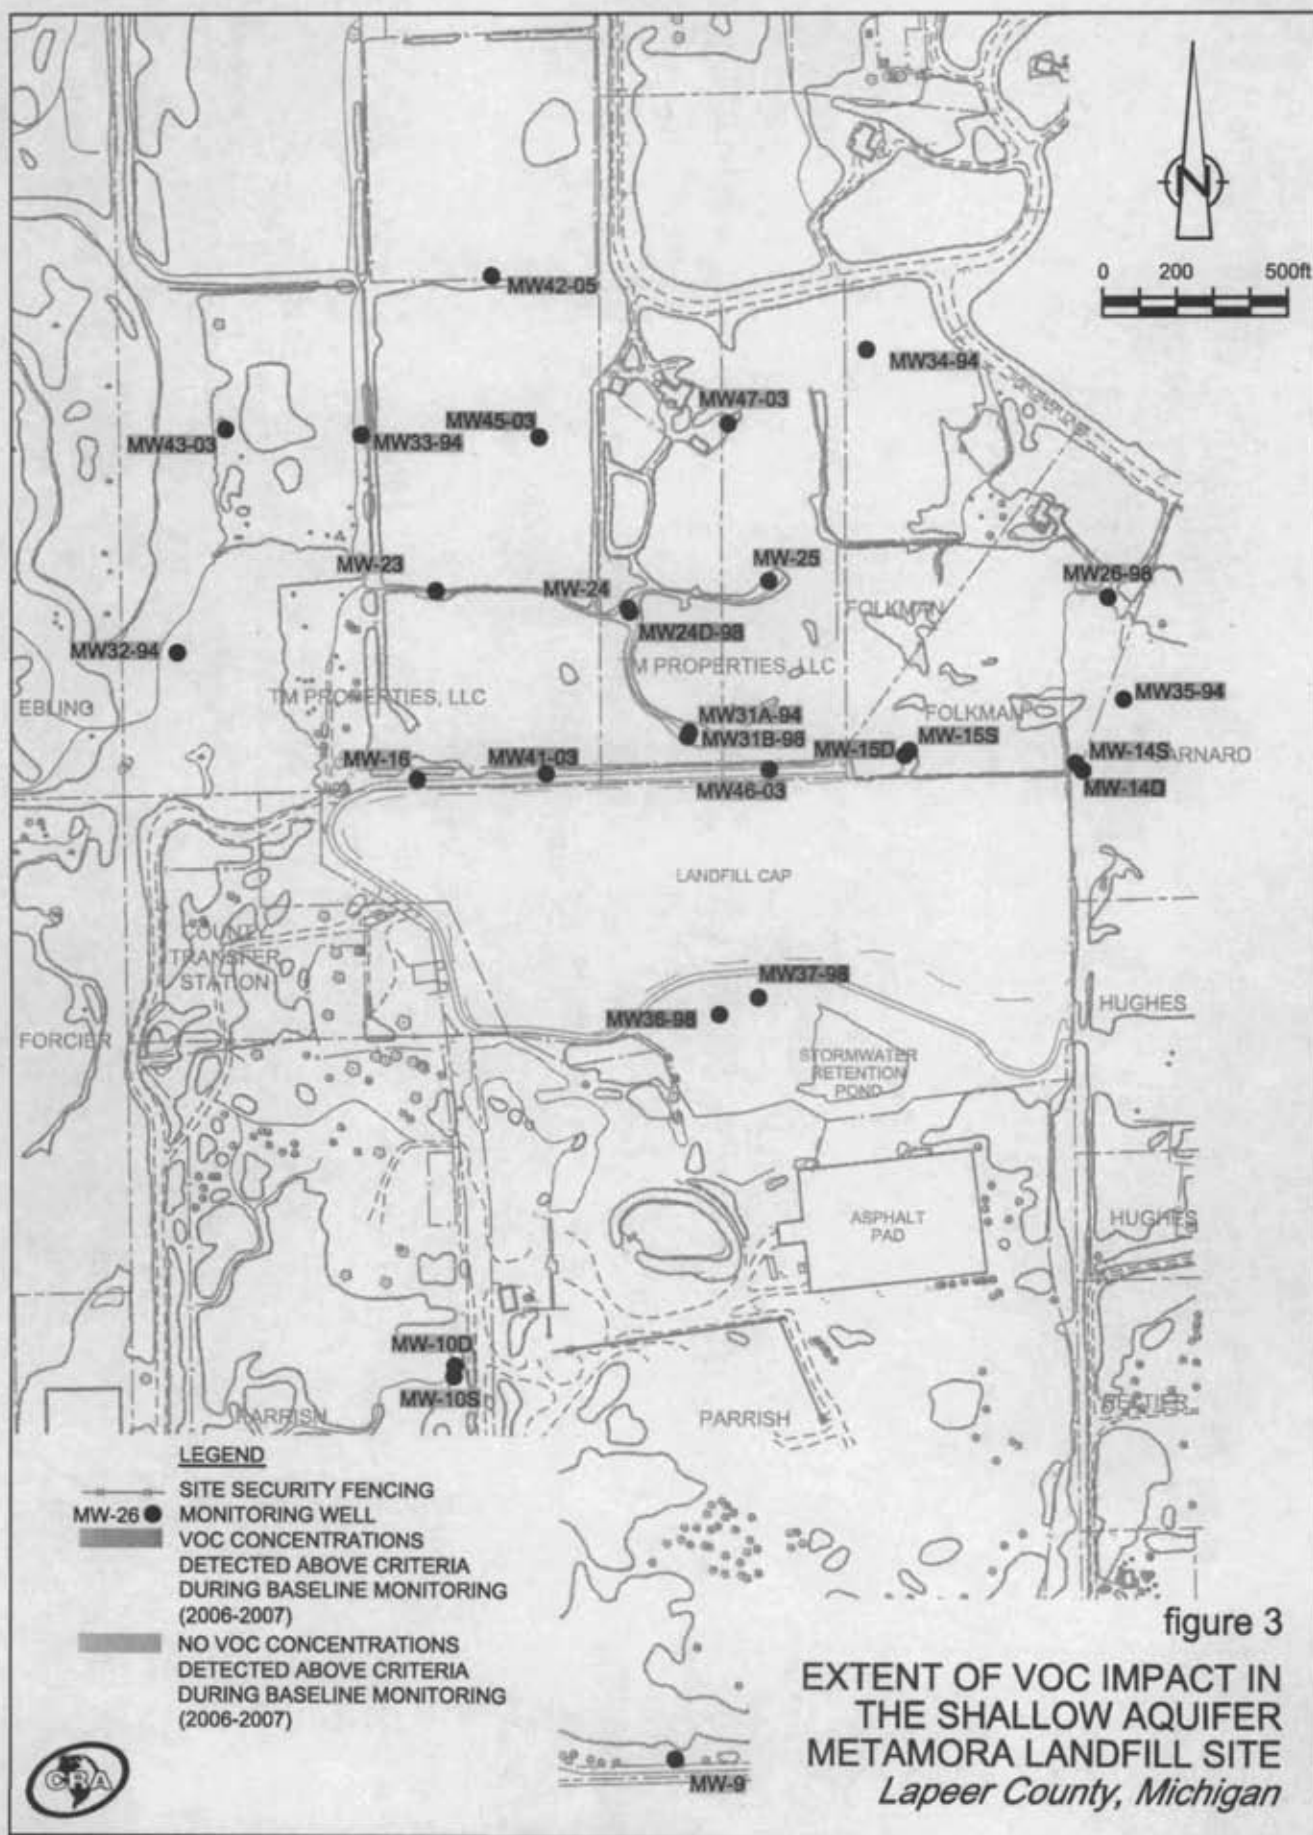 N
0 200 500ft
MW42-05
MW34-94
MW47-03
MW45-03
MW43-03
MW33-94
MW-23
MW-25
MW-24
MW26-98
FOLKMAN
MW24D-98
MW32-94
TM PROPERTIES, LLC
TM PROPERTIES, LLC
EBLING
MW35-94
FOLKMAN
MW31A-94
MW31B-98
MW-15S
MW-15D
MW-14S
MW-16
MW41-03
MW46-03
MW-14D
LANDFILL CAP
TRANSFER
STATION
MW37-98
MW36-98
HUGHES
FORCIER
STORMWATER
RETENTION
POND
ASPHALT
PAD
HUGHES
MW-10D
MW-10S
PARRISH
PARRISH
LEGEND
SITE SECURITY FENCING
MW-26 MONITORING WELL
VOC CONCENTRATIONS
DETECTED ABOVE CRITERIA
DURING BASELINE MONITORING
(2006-2007)
NO VOC CONCENTRATIONS
DETECTED ABOVE CRITERIA
DURING BASELINE MONITORING
(2006-2007)
MW-9
CRA
figure 3
EXTENT OF VOC IMPACT IN
THE SHALLOW AQUIFER
METAMORA LANDFILL SITE
Lapeer County, Michigan